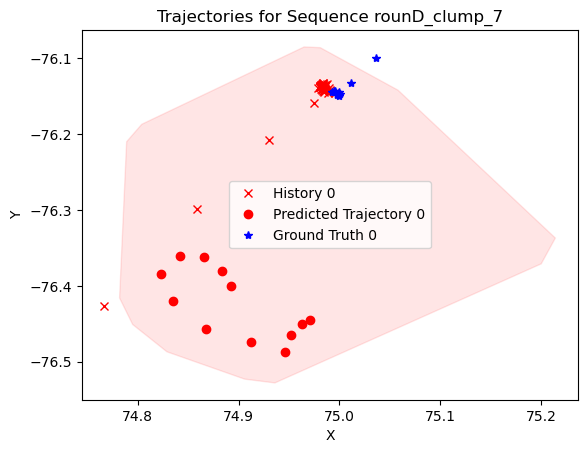 Trajectories for Sequence rounD_clump_7
Y
−76.1
−76.2
−76.3
−76.4
−76.5
History 0
Predicted Trajectory 0
Ground Truth 0
74.8 74.9 75.0 75.1 75.2
X